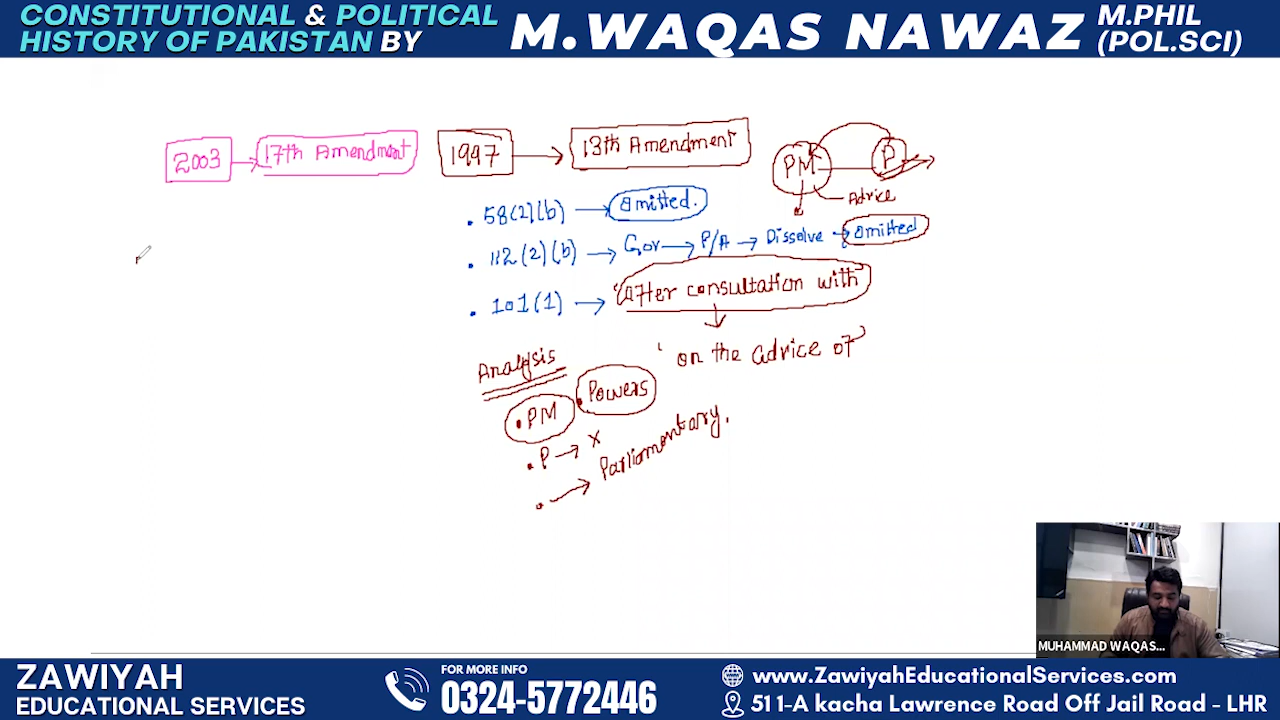 CONSTITUTIONAL & POLITICAL
HISTORY OF PAKISTAN BY
M.WAQAS NAWAZ
M.PHIL
(POL.SCI)
2003 → 17th Amendment
1997 → 13th Amendment
PM P
Advice
. 58(2)(b) → Omitted.
. 112(2)(b) → Gov → P/A → Dissolve → omitted
. 101(1) → "after consultation with"
' on the advice of '
Analysis
. PM . Powers
. P → x
. → Parliamentary.
MUHAMMAD WAQAS...
ZAWIYAH
EDUCATIONAL SERVICES
FOR MORE INFO
0324-5772446
www.ZawiyahEducationalServices.com
511-A kacha Lawrence Road Off Jail Road - LHR